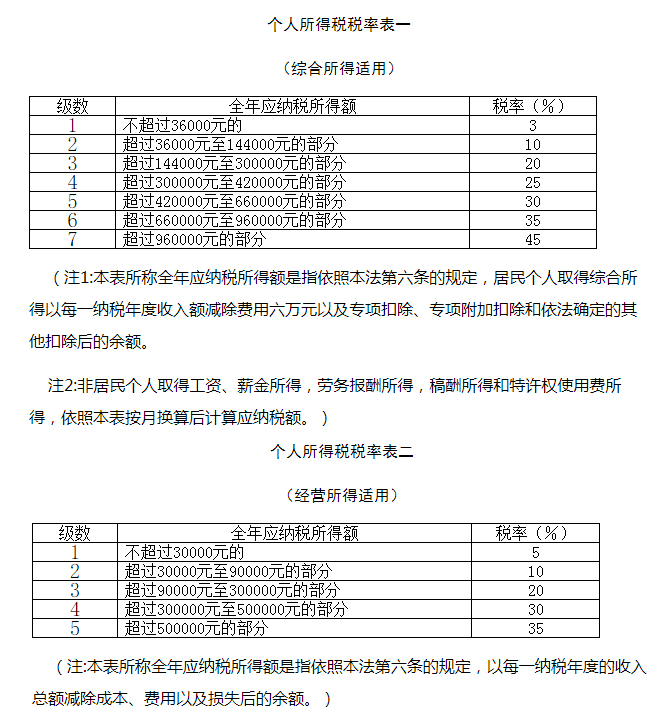 个人所得税税率表一
（综合所得适用）
级数 全年应纳税所得额 税率（%）
1 不超过36000元的 3
2 超过36000元至144000元的部分 10
3 超过144000元至300000元的部分 20
4 超过300000元至420000元的部分 25
5 超过420000元至660000元的部分 30
6 超过660000元至960000元的部分 35
7 超过960000元的部分 45
（注1:本表所称全年应纳税所得额是指依照本法第六条的规定，居民个人取得综合所
得以每一纳税年度收入额减除费用六万元以及专项扣除、专项附加扣除和依法确定的其
他扣除后的余额。
注2:非居民个人取得工资、薪金所得，劳务报酬所得，稿酬所得和特许权使用费所
得，依照本表按月换算后计算应纳税额。）
个人所得税税率表二
（经营所得适用）
级数 全年应纳税所得额 税率（%）
1 不超过30000元的 5
2 超过30000元至90000元的部分 10
3 超过90000元至300000元的部分 20
4 超过300000元至500000元的部分 30
5 超过500000元的部分 35
（注:本表所称全年应纳税所得额是指依照本法第六条的规定，以每一纳税年度的收入
总额减除成本、费用以及损失后的余额。）